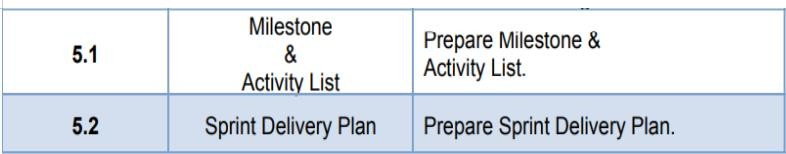 5.1
Milestone
&
Activity List
Prepare Milestone &
Activity List.
5.2
Sprint Delivery Plan
Prepare Sprint Delivery Plan.